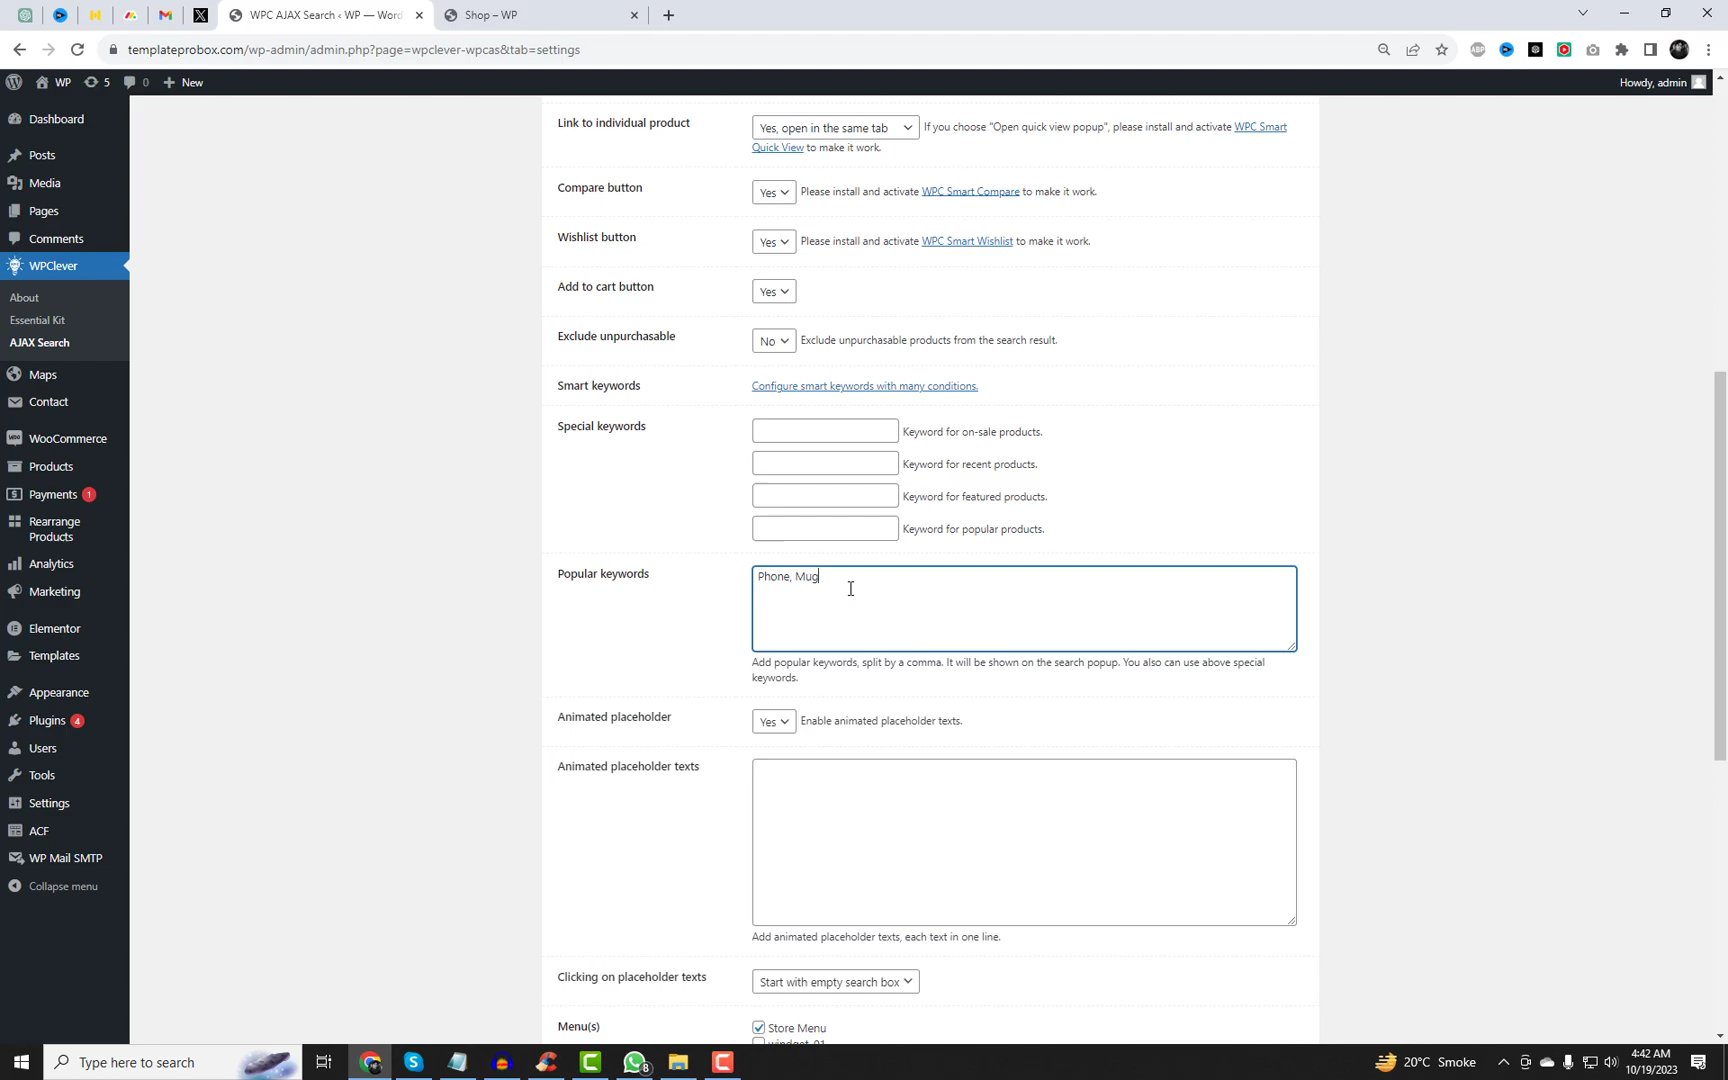 WPC AJAX Search ‹ WP — Word
Shop – WP
templateprobox.com/wp-admin/admin.php?page=wpclever-wpcas&tab=settings
WP
5
0
New
Howdy, admin
Dashboard
Posts
Media
Pages
Comments
WPClever
About
Essential Kit
AJAX Search
Maps
Contact
WooCommerce
Products
Payments 1
Rearrange
Products
Analytics
Marketing
Elementor
Templates
Appearance
Plugins 4
Users
Tools
Settings
ACF
WP Mail SMTP
Collapse menu
Link to individual product
Yes, open in the same tab
If you choose "Open quick view popup", please install and activate WPC Smart
Quick View to make it work.
Compare button
Yes
Please install and activate WPC Smart Compare to make it work.
Wishlist button
Yes
Please install and activate WPC Smart Wishlist to make it work.
Add to cart button
Yes
Exclude unpurchasable
No
Exclude unpurchasable products from the search result.
Smart keywords
Configure smart keywords with many conditions.
Special keywords
Keyword for on-sale products.
Keyword for recent products.
Keyword for featured products.
Keyword for popular products.
Popular keywords
Phone, Mug
Add popular keywords, split by a comma. It will be shown on the search popup. You also can use above special
keywords.
Animated placeholder
Yes
Enable animated placeholder texts.
Animated placeholder texts
Add animated placeholder texts, each text in one line.
Clicking on placeholder texts
Start with empty search box
Menu(s)
Store Menu
Type here to search
8
20°C Smoke
4:42 AM
10/19/2023